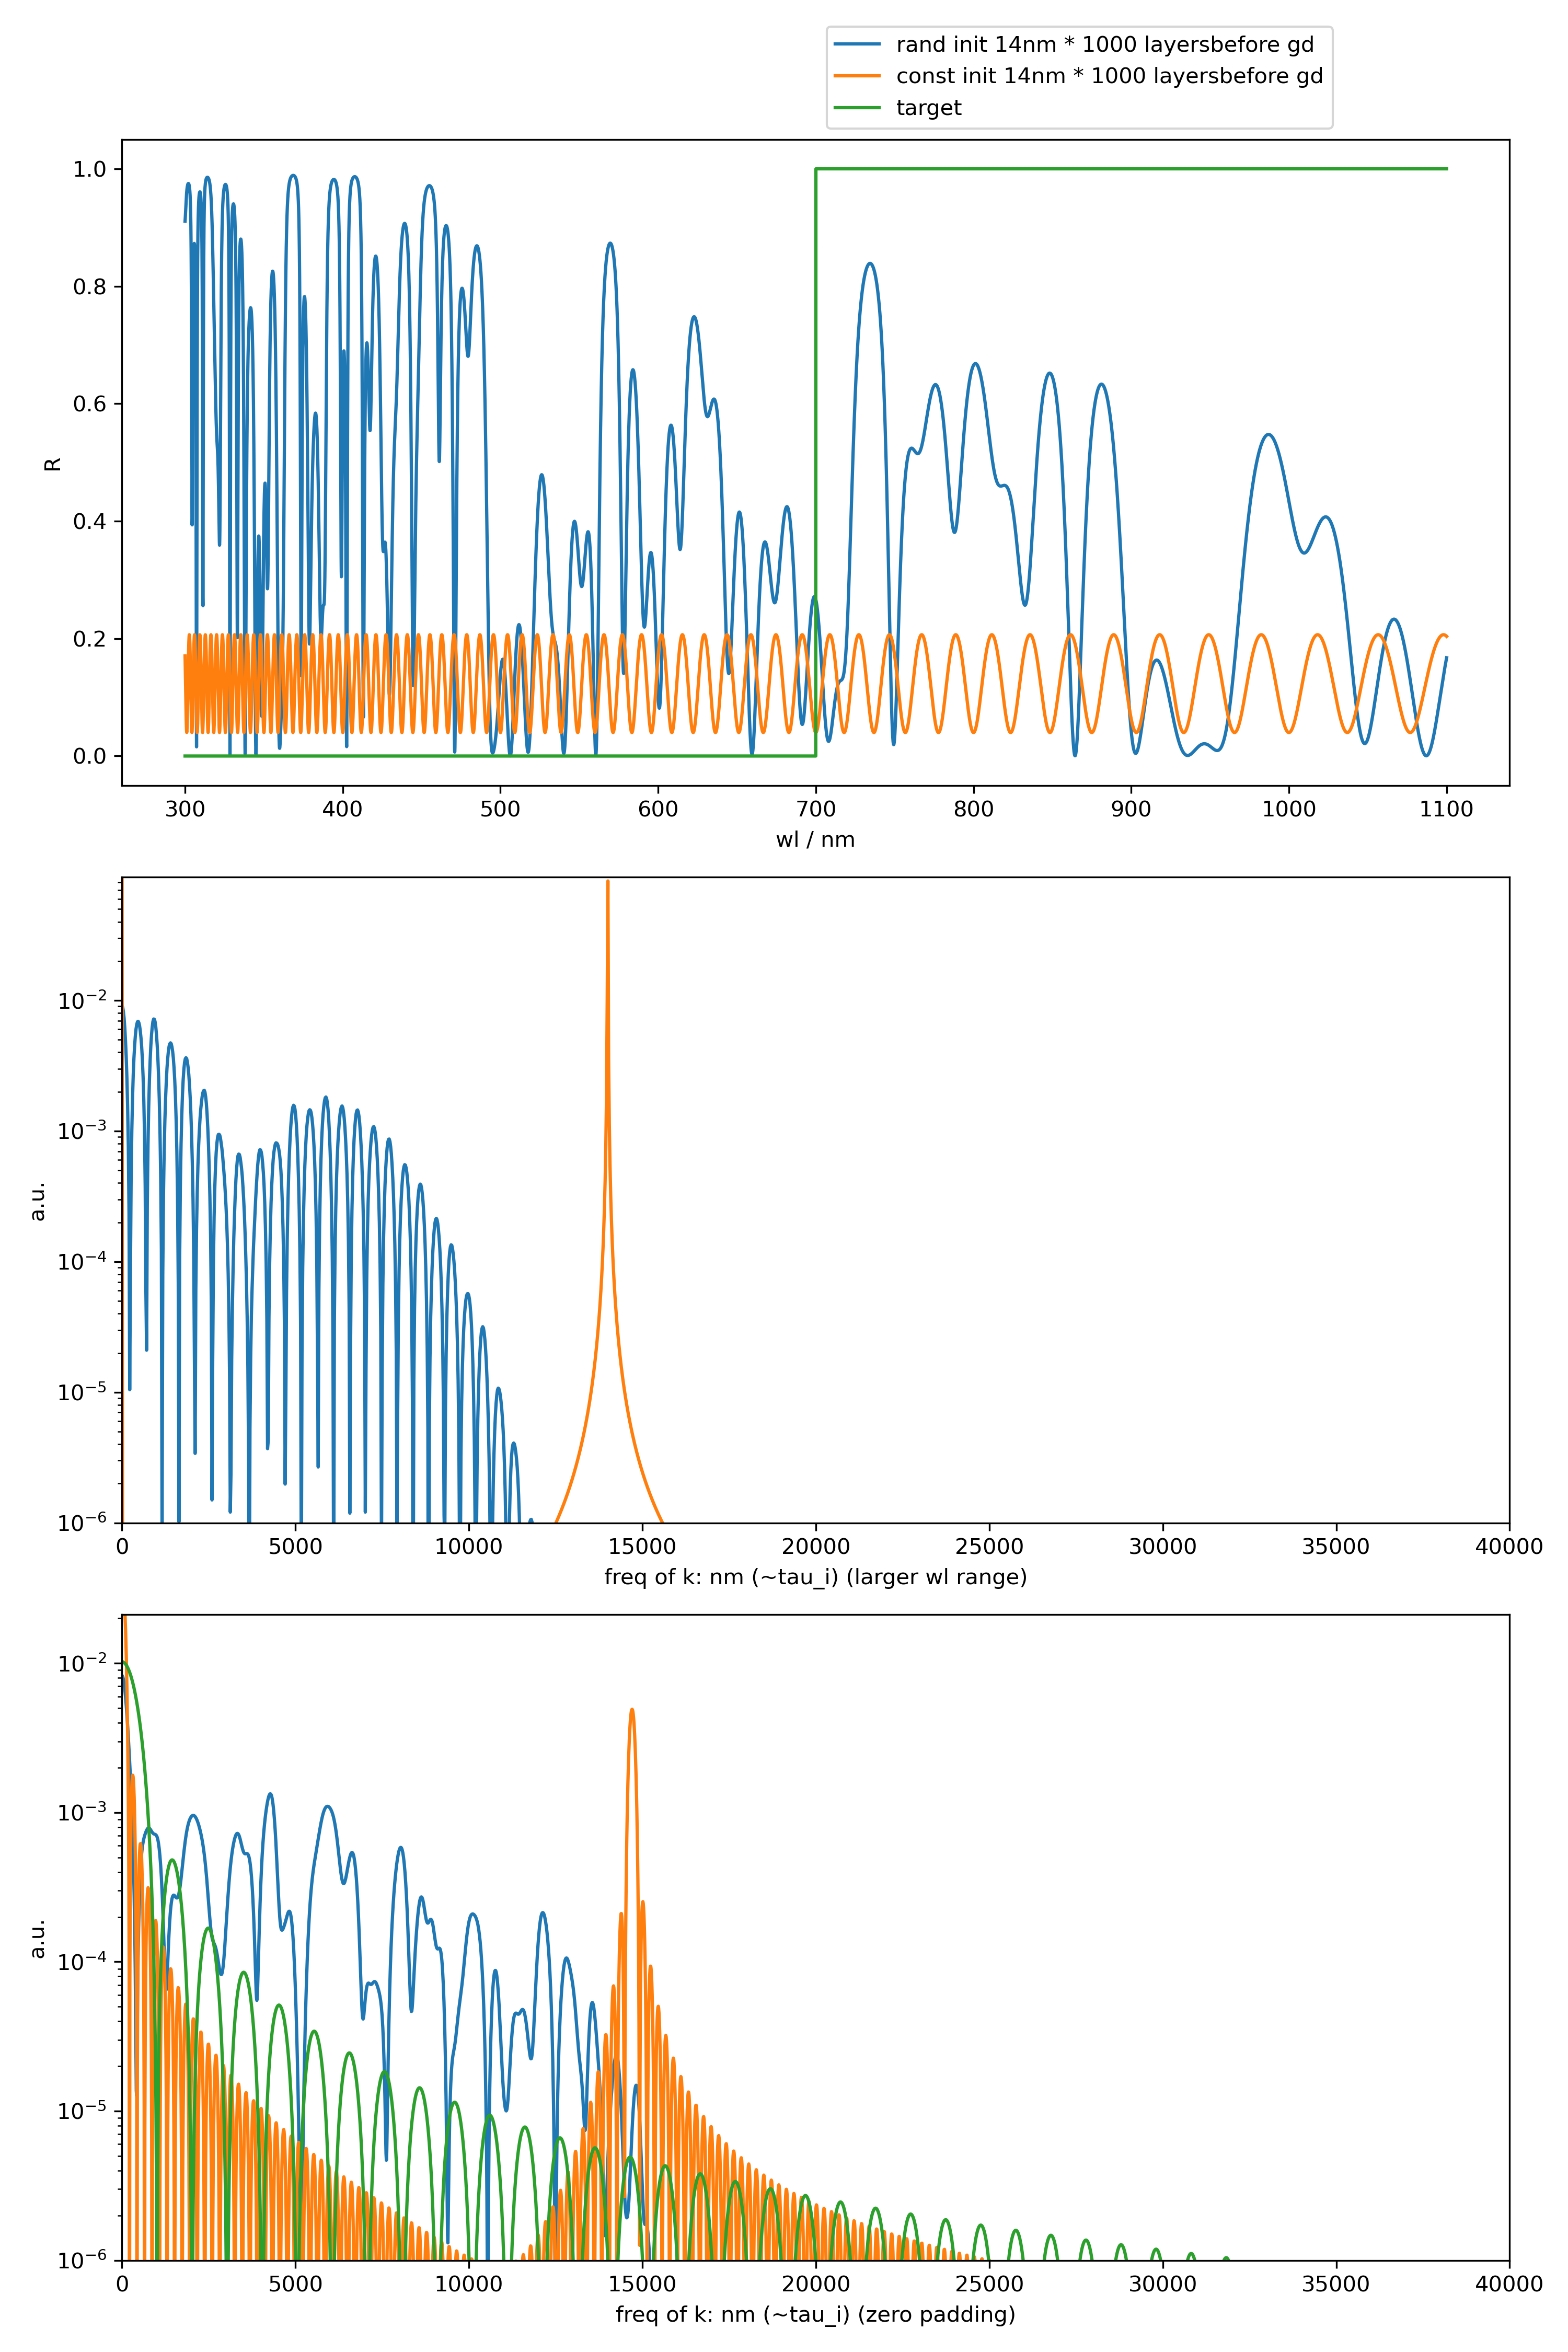 rand init 14nm * 1000 layersbefore gd
const init 14nm * 1000 layersbefore gd
target
1.0
0.8
0.6
0.4
0.2
0.0
R
300 400 500 600 700 800 900 1000 1100
wl / nm
10⁻²
10⁻³
10⁻⁴
10⁻⁵
10⁻⁶
a.u.
0 5000 10000 15000 20000 25000 30000 35000 40000
freq of k: nm (~tau_i) (larger wl range)
10⁻²
10⁻³
10⁻⁴
10⁻⁵
10⁻⁶
a.u.
0 5000 10000 15000 20000 25000 30000 35000 40000
freq of k: nm (~tau_i) (zero padding)